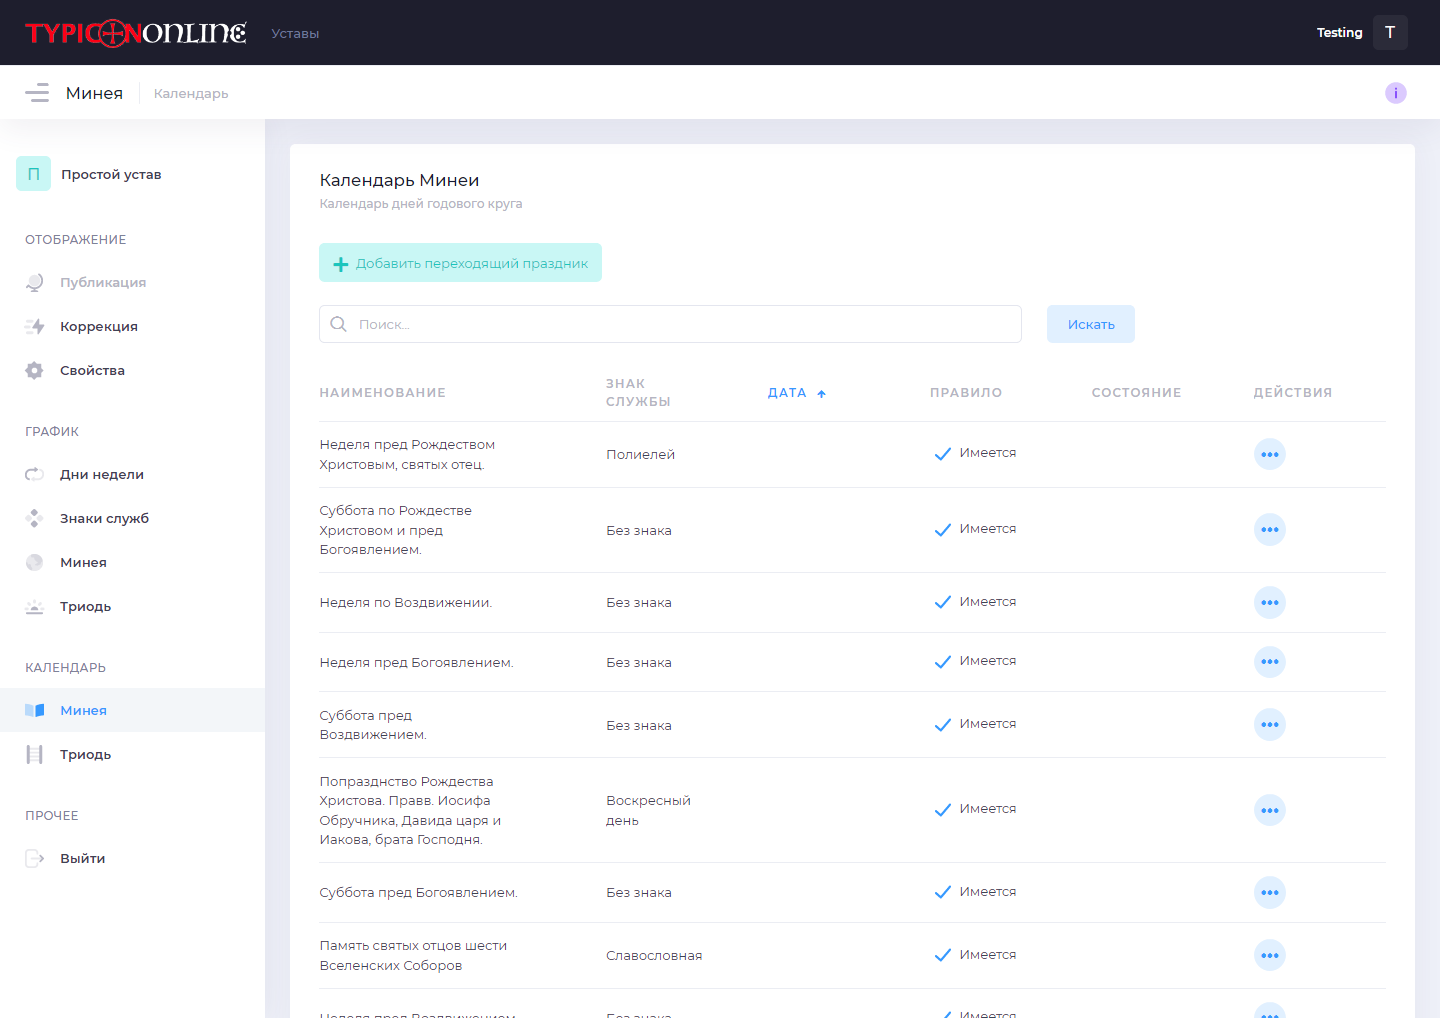 TYPICONONLINE
Уставы
Testing
T
Минея
Календарь
i
П
Простой устав
ОТОБРАЖЕНИЕ
Публикация
Коррекция
Свойства
ГРАФИК
Дни недели
Знаки служб
Минея
Триодь
КАЛЕНДАРЬ
Минея
Триодь
ПРОЧЕЕ
Выйти
Календарь Минеи
Календарь дней годового круга
Добавить переходящий праздник
Поиск...
Искать
НАИМЕНОВАНИЕ
ЗНАК
СЛУЖБЫ
ДАТА
ПРАВИЛО
СОСТОЯНИЕ
ДЕЙСТВИЯ
Неделя пред Рождеством
Христовым, святых отец.
Полиелей
Имеется
Суббота по Рождестве
Христовом и пред
Богоявлением.
Без знака
Имеется
Неделя по Воздвижении.
Без знака
Имеется
Неделя пред Богоявлением.
Без знака
Имеется
Суббота пред
Воздвижением.
Без знака
Имеется
Попразднство Рождества
Христова. Правв. Иосифа
Обручника, Давида царя и
Иакова, брата Господня.
Воскресный
день
Имеется
Суббота пред Богоявлением.
Без знака
Имеется
Память святых отцов шести
Вселенских Соборов
Славословная
Имеется
Неделя пред Воздвижением
Без знака
Имеется